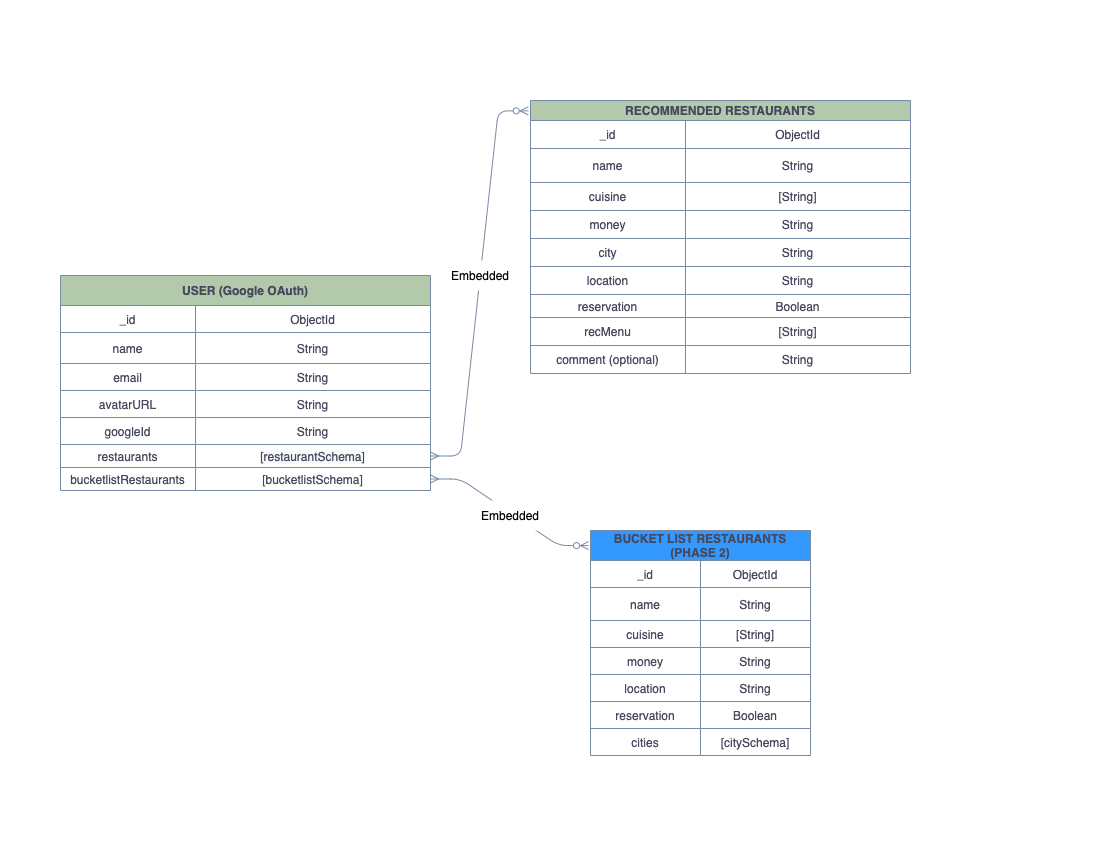 RECOMMENDED RESTAURANTS
_id ObjectId
name String
cuisine [String]
money String
city String
location String
reservation Boolean
recMenu [String]
comment (optional) String
Embedded
USER (Google OAuth)
_id ObjectId
name String
email String
avatarURL String
googleId String
restaurants [restaurantSchema]
bucketlistRestaurants [bucketlistSchema]
Embedded
BUCKET LIST RESTAURANTS
(PHASE 2)
_id ObjectId
name String
cuisine [String]
money String
location String
reservation Boolean
cities [citySchema]